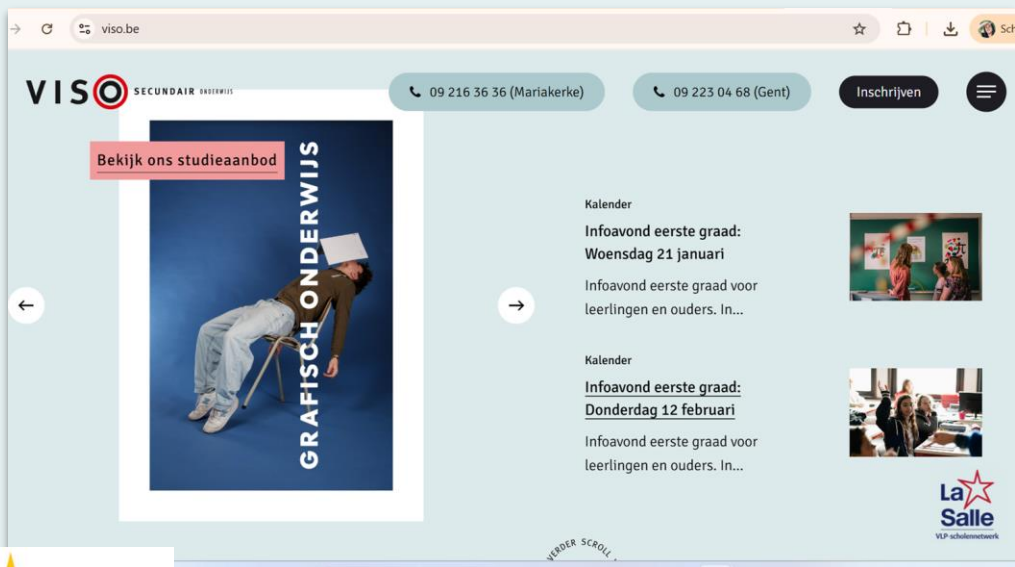 viso.be
Sch
VISO SECUNDAIR ONDERWIJS
09 216 36 36 (Mariakerke)
09 223 04 68 (Gent)
Inschrijven
Bekijk ons studieaanbod
GRAFISCH ONDERWIJS
Kalender
Infoavond eerste graad:
Woensdag 21 januari
Infoavond eerste graad voor
leerlingen en ouders. In...
Kalender
Infoavond eerste graad:
Donderdag 12 februari
Infoavond eerste graad voor
leerlingen en ouders. In...
La
Salle
VLP-scholennetwerk
VERDER SCROLL